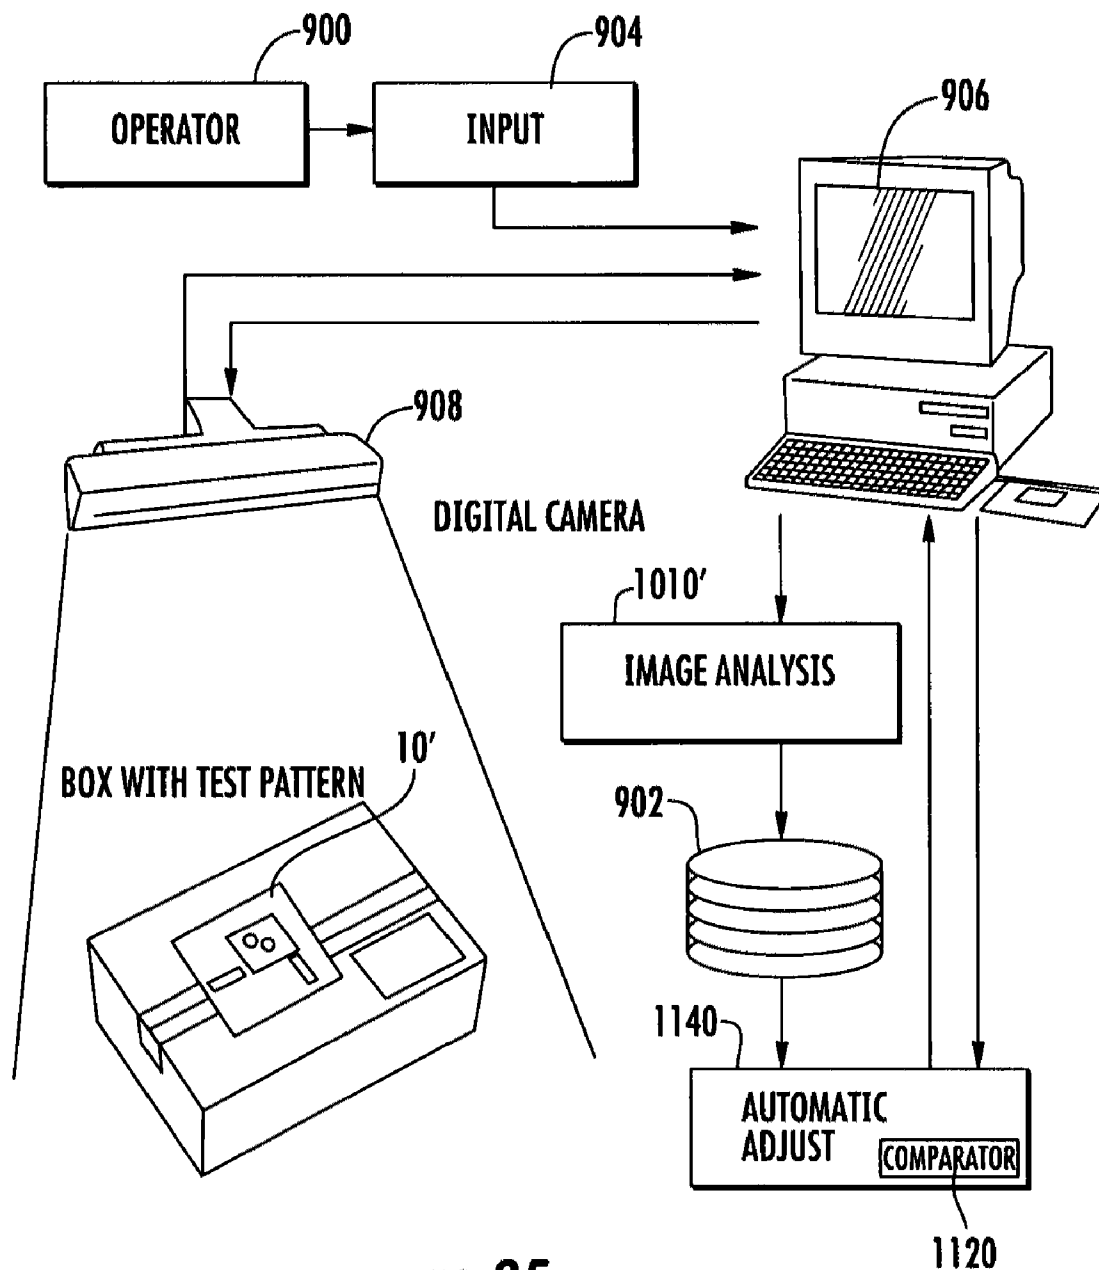 900
904
OPERATOR
INPUT
906
908
DIGITAL CAMERA
1010′
IMAGE ANALYSIS
10′
BOX WITH TEST PATTERN
902
1140
AUTOMATIC
ADJUST
COMPARATOR
1120